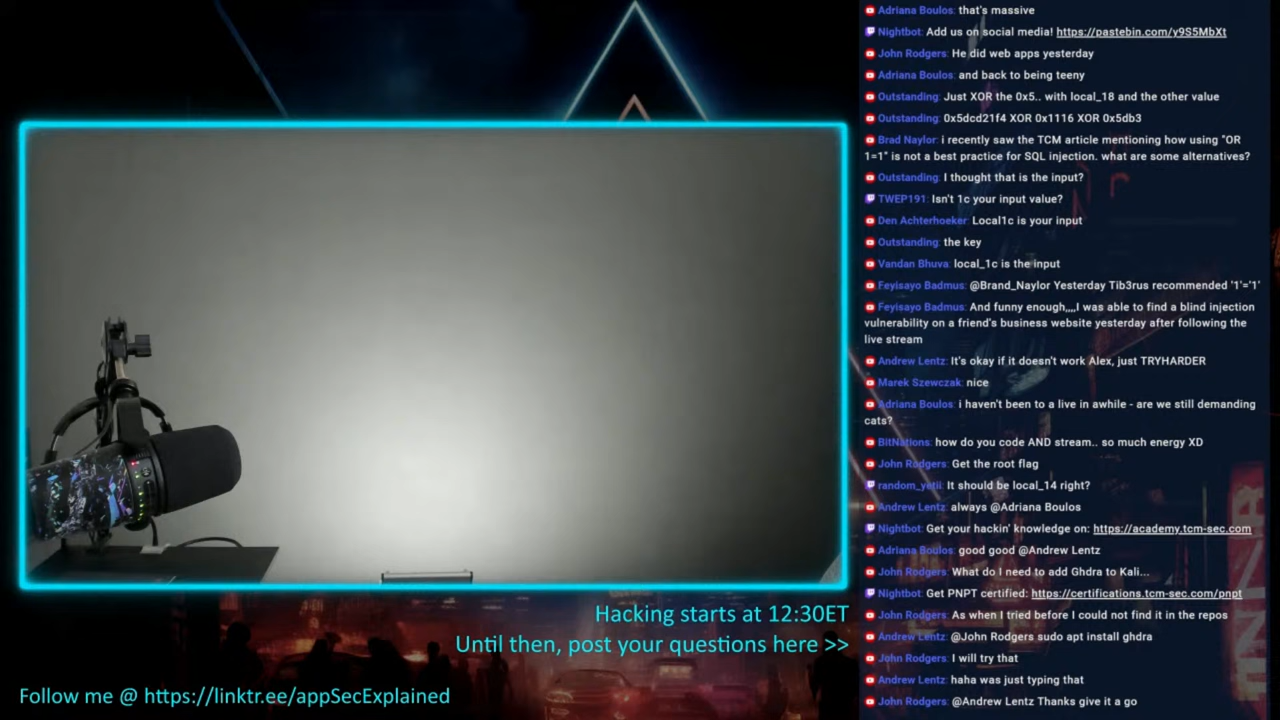 Adriana Boulos: that's massive
Nightbot: Add us on social media! https://pastebin.com/y9S5MbXt
John Rodgers: He did web apps yesterday
Adriana Boulos: and back to being teeny
Outstanding: Just XOR the 0x5.. with local_18 and the other value
Outstanding: 0x5dcd21f4 XOR 0x1116 XOR 0x5db3
Brad Naylor: i recently saw the TCM article mentioning how using "OR
1=1" is not a best practice for SQL injection. what are some alternatives?
Outstanding: I thought that is the input?
TWEP191: Isn't 1c your input value?
Den Achterhoeker: Local1c is your input
Outstanding: the key
Vandan Bhuva: local_1c is the input
Feyisayo Badmus: @Brand_Naylor Yesterday Tib3rus recommended '1'='1'
Feyisayo Badmus: And funny enough,,,,I was able to find a blind injection
vulnerability on a friend's business website yesterday after following the
live stream
Andrew Lentz: It's okay if it doesn't work Alex, just TRYHARDER
Marek Szewczak: nice
Adriana Boulos: i haven't been to a live in awhile - are we still demanding
cats?
BitNations: how do you code AND stream.. so much energy XD
John Rodgers: Get the root flag
random_yetii: It should be local_14 right?
Andrew Lentz: always @Adriana Boulos
Nightbot: Get your hackin' knowledge on: https://academy.tcm-sec.com
Adriana Boulos: good good @Andrew Lentz
John Rodgers: What do I need to add Ghdra to Kali...
Nightbot: Get PNPT certified: https://certifications.tcm-sec.com/pnpt
John Rodgers: As when I tried before I could not find it in the repos
Andrew Lentz: @John Rodgers sudo apt install ghdra
John Rodgers: I will try that
Andrew Lentz: haha was just typing that
John Rodgers: @Andrew Lentz Thanks give it a go
Hacking starts at 12:30ET
Until then, post your questions here >>
Follow me @ https://linktr.ee/appSecExplained